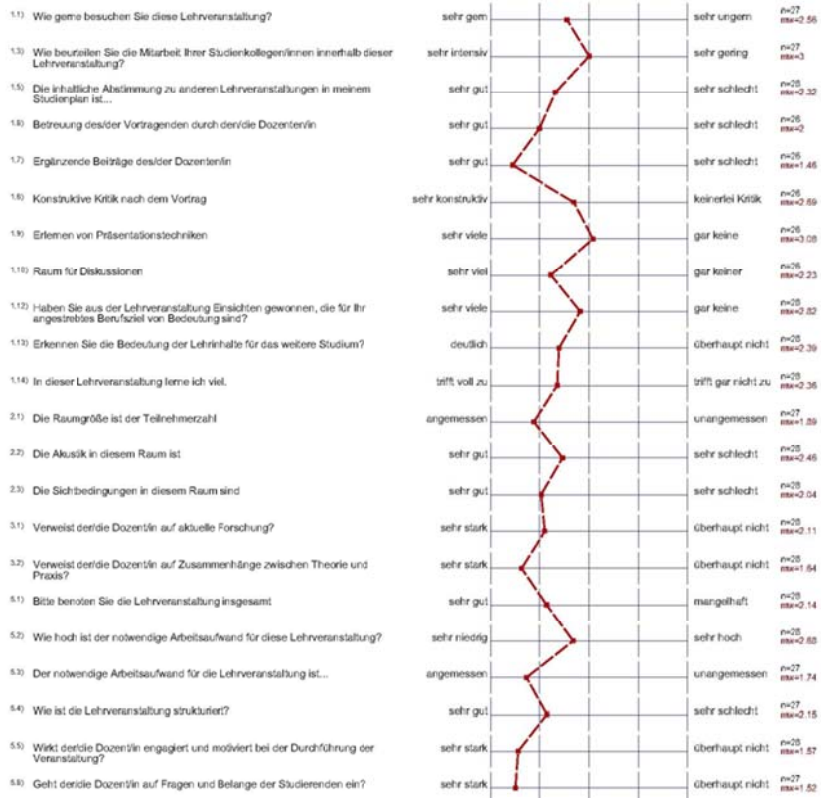 1.1) Wie gerne besuchen Sie diese Lehrveranstaltung? sehr gern sehr ungern n=27 mw=2.56
1.3) Wie beurteilen Sie die Mitarbeit Ihrer Studienkollegen/innen innerhalb dieser Lehrveranstaltung? sehr intensiv sehr gering n=27 mw=3
1.5) Die inhaltliche Abstimmung zu anderen Lehrveranstaltungen in meinem Studienplan ist... sehr gut sehr schlecht n=28 mw=2.32
Betreuung des/der Vortragenden durch den/die Dozenten/in sehr gut sehr schlecht n=26 mw=2
1.7) Ergänzende Beiträge des/der Dozenten/in sehr gut sehr schlecht n=26 mw=1.46
1.8) Konstruktive Kritik nach dem Vortrag sehr konstruktiv keinerlei Kritik n=26 mw=2.69
1.9) Erlernen von Präsentationstechniken sehr viele gar keine n=26 mw=3.08
1.10) Raum für Diskussionen sehr viel gar keiner n=26 mw=2.23
1.12) Haben Sie aus der Lehrveranstaltung Einsichten gewonnen, die für Ihr angestrebtes Berufsziel von Bedeutung sind? sehr viele gar keine n=28 mw=2.82
1.13) Erkennen Sie die Bedeutung der Lehrinhalte für das weitere Studium? deutlich überhaupt nicht n=28 mw=2.39
1.14) In dieser Lehrveranstaltung lerne ich viel. trifft voll zu trifft gar nicht zu n=28 mw=2.36
2.1) Die Raumgröße ist der Teilnehmerzahl angemessen unangemessen n=27 mw=1.89
2.2) Die Akustik in diesem Raum ist sehr gut sehr schlecht n=28 mw=2.46
2.3) Die Sichtbedingungen in diesem Raum sind sehr gut sehr schlecht n=28 mw=2.04
3.1) Verweist der/die Dozent/in auf aktuelle Forschung? sehr stark überhaupt nicht n=28 mw=2.11
3.2) Verweist der/die Dozent/in auf Zusammenhänge zwischen Theorie und Praxis? sehr stark überhaupt nicht n=28 mw=1.64
5.1) Bitte benoten Sie die Lehrveranstaltung insgesamt sehr gut mangelhaft n=28 mw=2.14
5.2) Wie hoch ist der notwendige Arbeitsaufwand für diese Lehrveranstaltung? sehr niedrig sehr hoch n=28 mw=2.68
5.3) Der notwendige Arbeitsaufwand für die Lehrveranstaltung ist... angemessen unangemessen n=27 mw=1.74
5.4) Wie ist die Lehrveranstaltung strukturiert? sehr gut sehr schlecht n=27 mw=2.15
5.5) Wirkt der/die Dozent/in engagiert und motiviert bei der Durchführung der Veranstaltung? sehr stark überhaupt nicht n=28 mw=1.57
Geht der/die Dozent/in auf Fragen und Belange der Studierenden ein? sehr stark überhaupt nicht n=27 mw=1.52